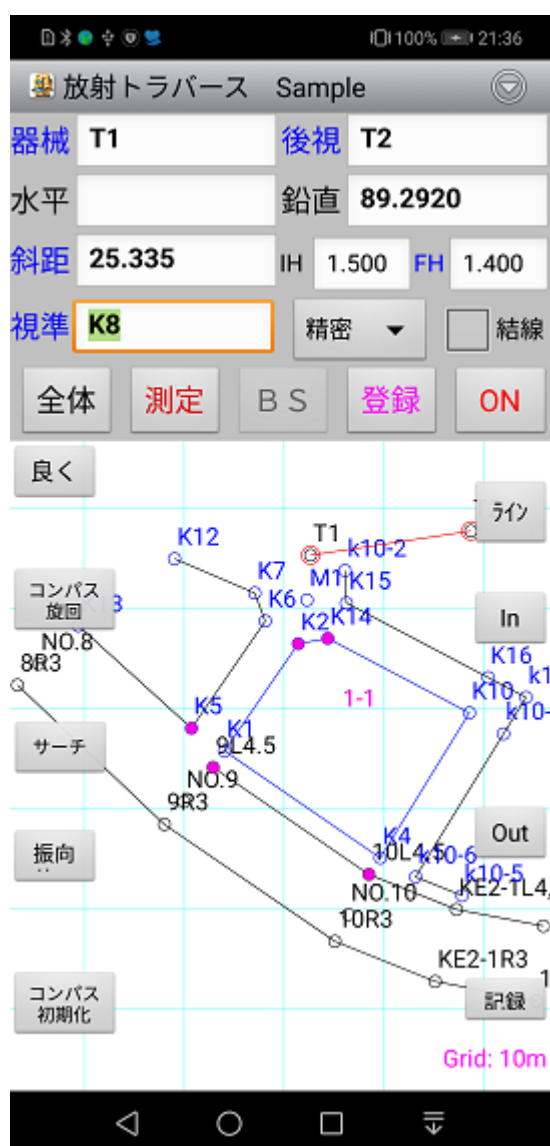 100% 21:36
放射トラバース Sample
器械 T1 後視 T2
水平 鉛直 89.2920
斜距 25.335 IH 1.500 FH 1.400
視準 K8 精密 結線
全体 測定 BS 登録 ON
良く
ライン
K12 T1 k10-2
コンパス
旋回
K7 M1 K15
K6 In
K2 K14
NO.8
8R3
K16
K10
1-1
K5
k10-
サーチ
K1
9L4.5
NO.9
9R3
振向
K4
Out
10L4.5
k10-6
k10-5
NO.10
KE2-1L4
10R3
KE2-1R3
コンパス
初期化
記録
Grid: 10m